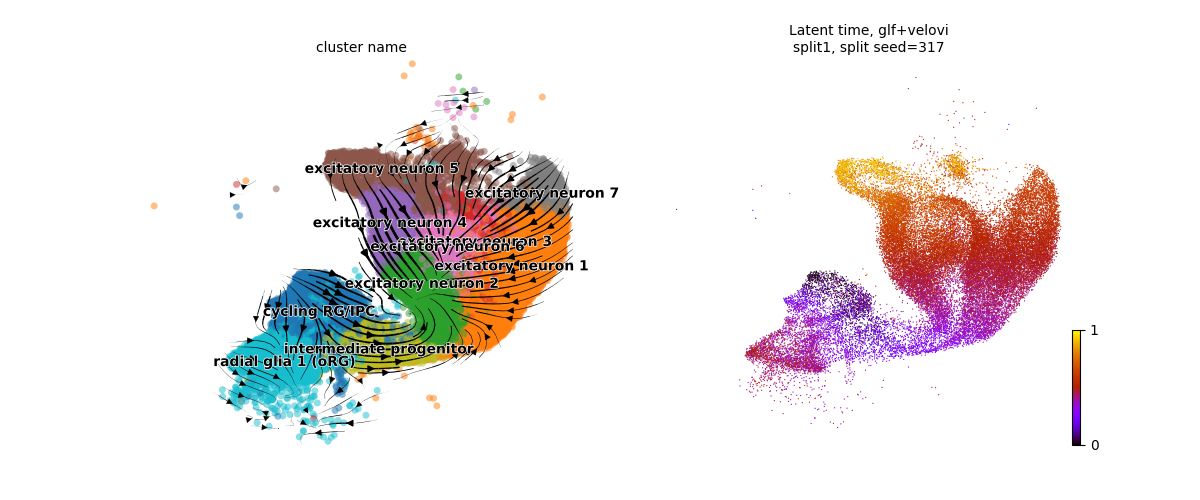 cluster name
Latent time, glf+velovi
split1, split seed=317
excitatory neuron 5
excitatory neuron 7
excitatory neuron 4
excitatory neuron 3
excitatory neuron 6
excitatory neuron 1
excitatory neuron 2
cycling RG/IPC
intermediate progenitor
radial glia 1 (oRG)
1
0